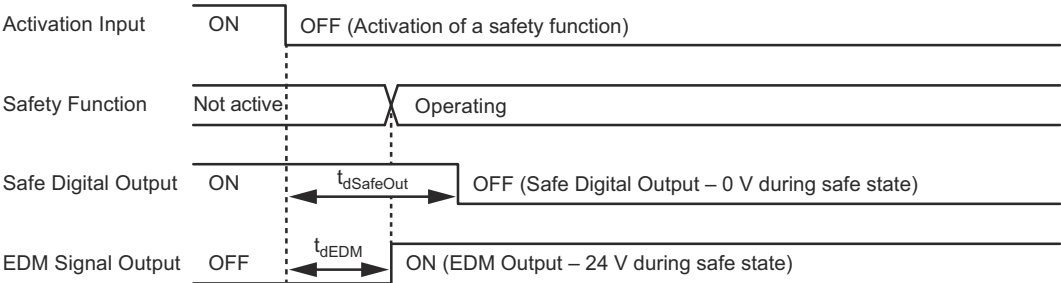 Activation Input ON OFF (Activation of a safety function)
Safety Function Not active Operating
Safe Digital Output ON tdSafeOut OFF (Safe Digital Output – 0 V during safe state)
EDM Signal Output OFF tdEDM ON (EDM Output – 24 V during safe state)